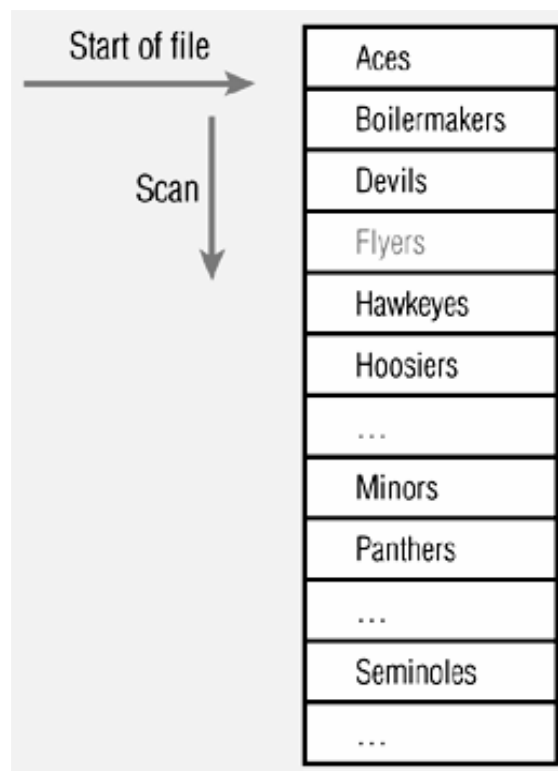 Start of file
Scan
Aces
Boilermakers
Devils
Flyers
Hawkeyes
Hoosiers
...
Minors
Panthers
...
Seminoles
...